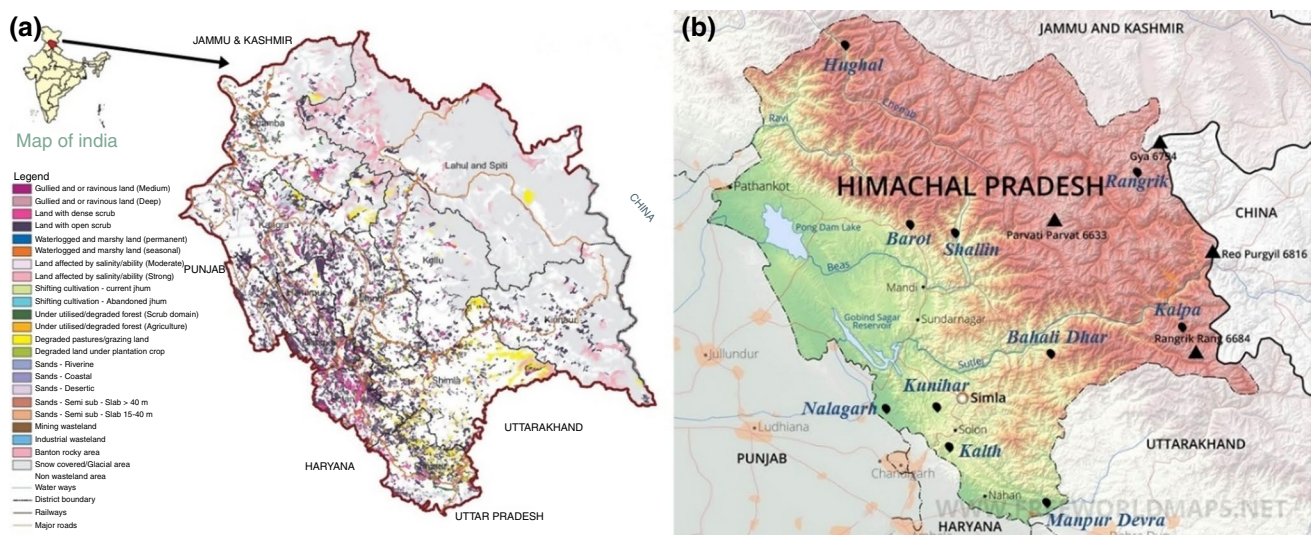 (a)
JAMMU & KASHMIR
Map of india
Legend
Gullied and or ravinous land (Medium)
Gullied and or ravinous land (Deep)
Land with dense scrub
Land with open scrub
Waterlogged and marshy land (permanent)
Waterlogged and marshy land (seasonal)
Land affected by salinity/ability (Moderate)
Land affected by salinity/ability (Strong)
Shifting cultivation - current jhum
Shifting cultivation - Abandoned jhum
Under utilised/degraded forest (Scrub domain)
Under utilised/degraded forest (Agriculture)
Degraded pastures/grazing land
Degraded land under plantation crop
Sands - Riverine
Sands - Coastal
Sands - Desertic
Sands - Semi sub - Slab > 40 m
Sands - Semi sub - Slab 15-40 m
Mining wasteland
Industrial wasteland
Banton rocky area
Snow covered/Glacial area
Non wasteland area
Water ways
District boundary
Railways
Major roads
Lahul and Spiti
CHINA
PUNJAB
Kullu
Kinnaur
Shimla
UTTARAKHAND
HARYANA
UTTAR PRADESH
(b)
JAMMU AND KASHMIR
Hughal
Chenab
Ravi
Gya 6794
Rangrik
Pathankot
HIMACHAL PRADESH
CHINA
Pong Dam Lake
Barot
Shallin
Parvati Parvat 6633
Reo Purgyil 6816
Beas
Mandi
Kalpa
Gobind Sagar
Reservoir
Sundarnagar
Bahali Dhar
Rangrik Rang 6684
Jullundur
Sutlej
Kunihar
Simla
Nalagarh
Ludhiana
Solon
UTTARAKHAND
PUNJAB
Kalth
Chandigarh
Nahan
WWW.FREEWORLDMAPS.NET
HARYANA
Manpur Devra